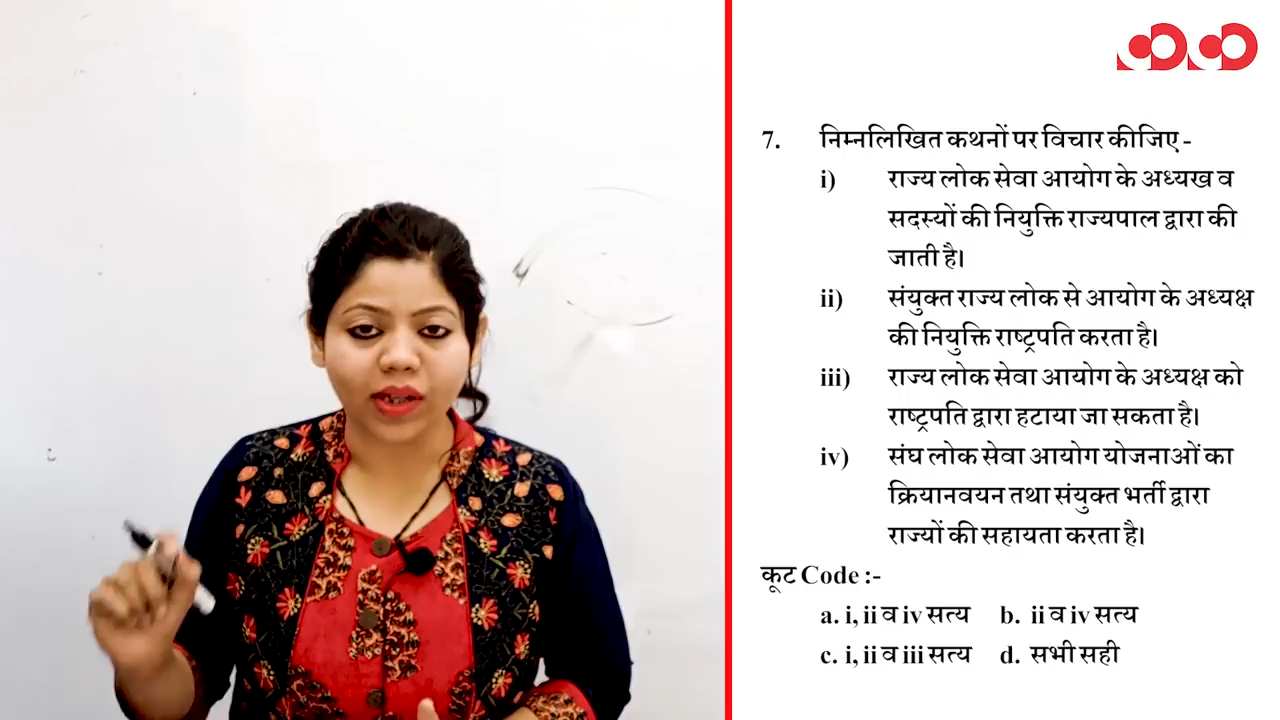 7. निम्नलिखित कथनों पर विचार कीजिए -
i) राज्य लोक सेवा आयोग के अध्यख व
सदस्यों की नियुक्ति राज्यपाल द्वारा की
जाती है।
ii) संयुक्त राज्य लोक से आयोग के अध्यक्ष
की नियुक्ति राष्ट्रपति करता है।
iii) राज्य लोक सेवा आयोग के अध्यक्ष को
राष्ट्रपति द्वारा हटाया जा सकता है।
iv) संघ लोक सेवा आयोग योजनाओं का
क्रियानवयन तथा संयुक्त भर्ती द्वारा
राज्यों की सहायता करता है।
कूट Code :-
a. i, ii व iv सत्य b. ii व iv सत्य
c. i, ii व iii सत्य d. सभी सही